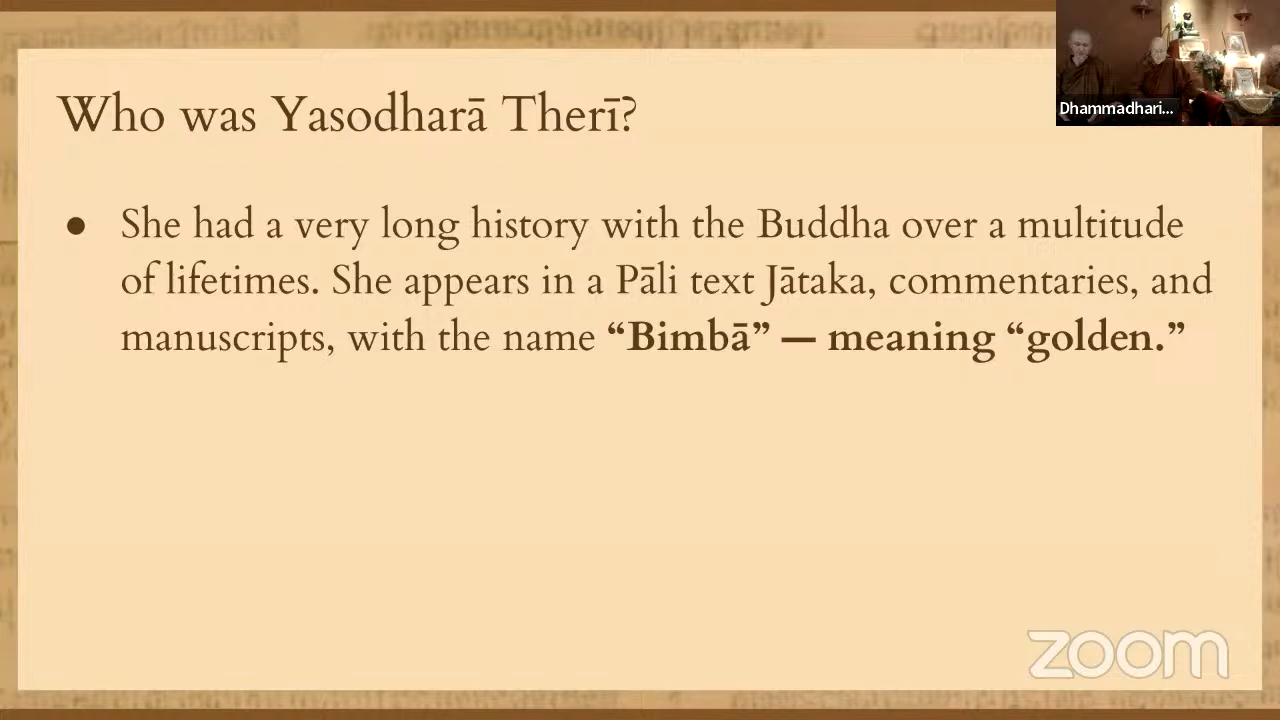 Who was Yasodharā Therī?
Dhammadhari...
● She had a very long history with the Buddha over a multitude
of lifetimes. She appears in a Pāli text Jātaka, commentaries, and
manuscripts, with the name “Bimbā” — meaning “golden.”
zoom